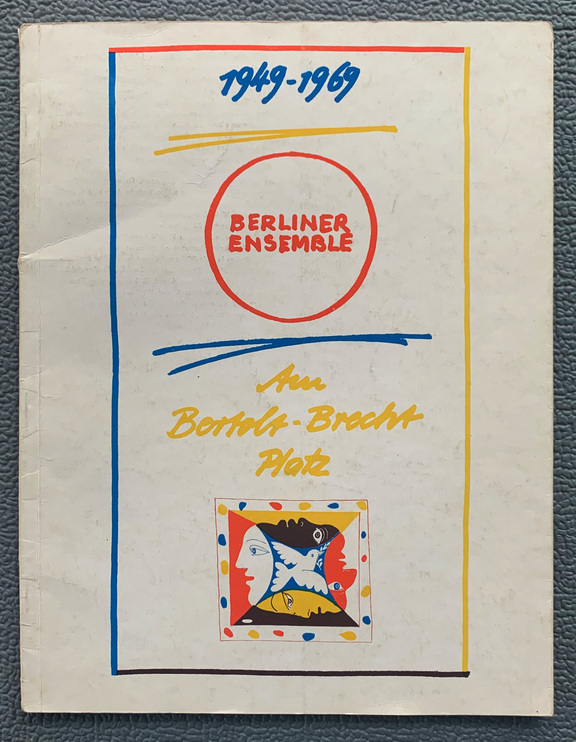 1949-1969
BERLINER
ENSEMBLE
Am
Bertolt-Brecht
Platz